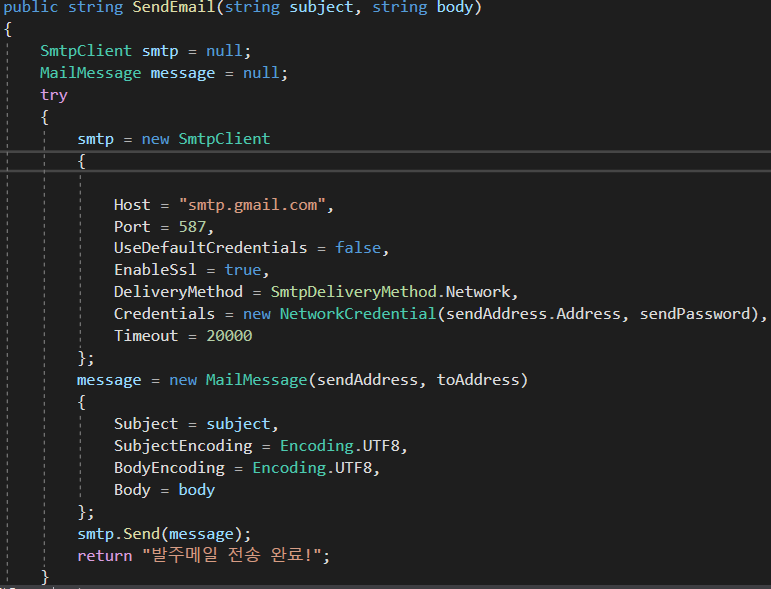 public string SendEmail(string subject, string body)
{
SmtpClient smtp = null;
MailMessage message = null;
try
{
smtp = new SmtpClient
{
Host = "smtp.gmail.com",
Port = 587,
UseDefaultCredentials = false,
EnableSsl = true,
DeliveryMethod = SmtpDeliveryMethod.Network,
Credentials = new NetworkCredential(sendAddress.Address, sendPassword),
Timeout = 20000
};
message = new MailMessage(sendAddress, toAddress)
{
Subject = subject,
SubjectEncoding = Encoding.UTF8,
BodyEncoding = Encoding.UTF8,
Body = body
};
smtp.Send(message);
return "발주메일 전송 완료!";
}